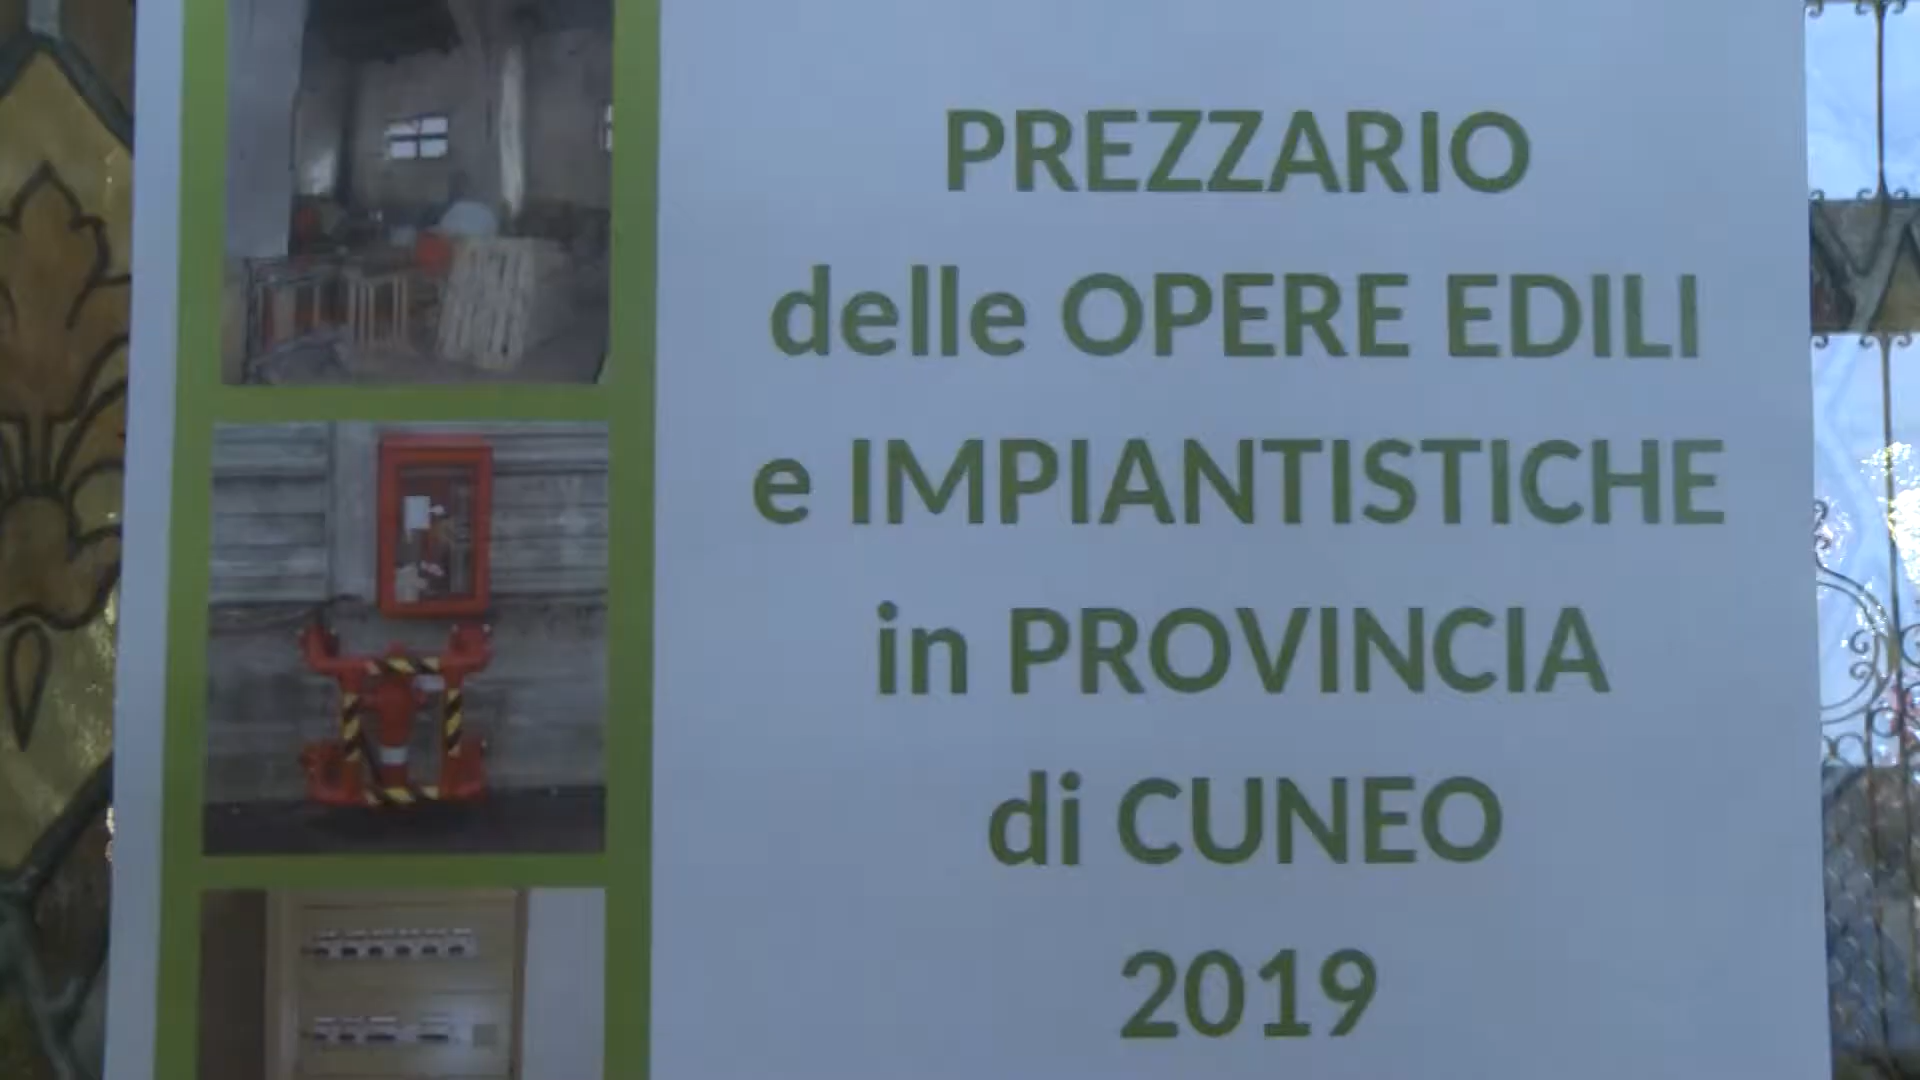 PREZZARIO
delle OPERE EDILI
e IMPIANTISTICHE
in PROVINCIA
di CUNEO
2019